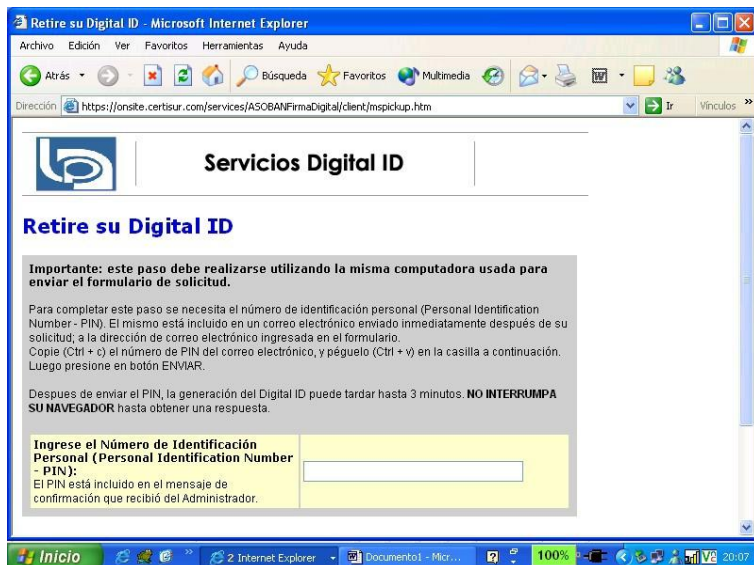 Retire su Digital ID - Microsoft Internet Explorer
Archivo Edición Ver Favoritos Herramientas Ayuda
Atrás Búsqueda Favoritos Multimedia
Dirección https://onsite.certisur.com/services/ASOBANFirmaDigital/client/mspickup.htm Ir Vínculos »
Servicios Digital ID
Retire su Digital ID
Importante: este paso debe realizarse utilizando la misma computadora usada para
enviar el formulario de solicitud.
Para completar este paso se necesita el número de identificación personal (Personal Identification
Number - PIN). El mismo está incluido en un correo electrónico enviado inmediatamente después de su
solicitud; a la dirección de correo electrónico ingresada en el formulario.
Copie (Ctrl + c) el número de PIN del correo electrónico, y péguelo (Ctrl + v) en la casilla a continuación.
Luego presione en botón ENVIAR.
Despues de enviar el PIN, la generación del Digital ID puede tardar hasta 3 minutos. NO INTERRUMPA
SU NAVEGADOR hasta obtener una respuesta.
Ingrese el Número de Identificación
Personal (Personal Identification Number
- PIN):
El PIN está incluido en el mensaje de
confirmación que recibió del Administrador.
Inicio » 2 Internet Explorer Documento1 - Micr... 100% 20:07